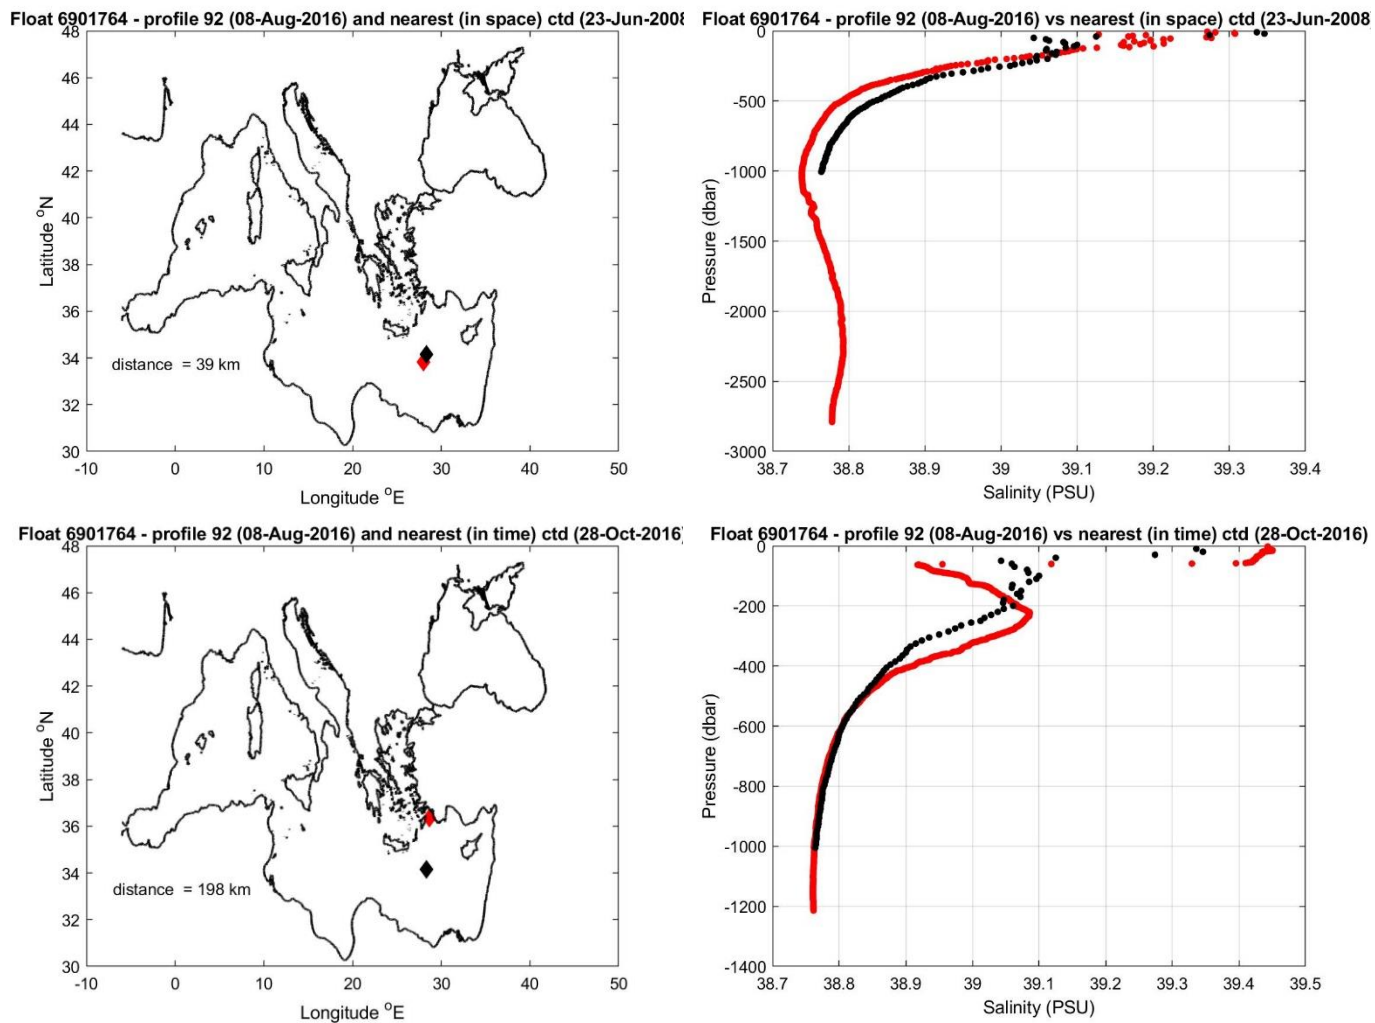 Float 6901764 - profile 92 (08-Aug-2016) and nearest (in space) ctd (23-Jun-2008
48
46
44
42
40
38
36
34
32
30
Latitude °N
distance = 39 km
-10 0 10 20 30 40 50
Longitude °E
Float 6901764 - profile 92 (08-Aug-2016) vs nearest (in space) ctd (23-Jun-2008
0
-500
-1000
-1500
-2000
-2500
-3000
Pressure (dbar)
38.7 38.8 38.9 39 39.1 39.2 39.3 39.4
Salinity (PSU)
Float 6901764 - profile 92 (08-Aug-2016) and nearest (in time) ctd (28-Oct-2016)
48
46
44
42
40
38
36
34
32
30
Latitude °N
distance = 198 km
-10 0 10 20 30 40 50
Longitude °E
Float 6901764 - profile 92 (08-Aug-2016) vs nearest (in time) ctd (28-Oct-2016)
0
-200
-400
-600
-800
-1000
-1200
-1400
Pressure (dbar)
38.7 38.8 38.9 39 39.1 39.2 39.3 39.4 39.5
Salinity (PSU)